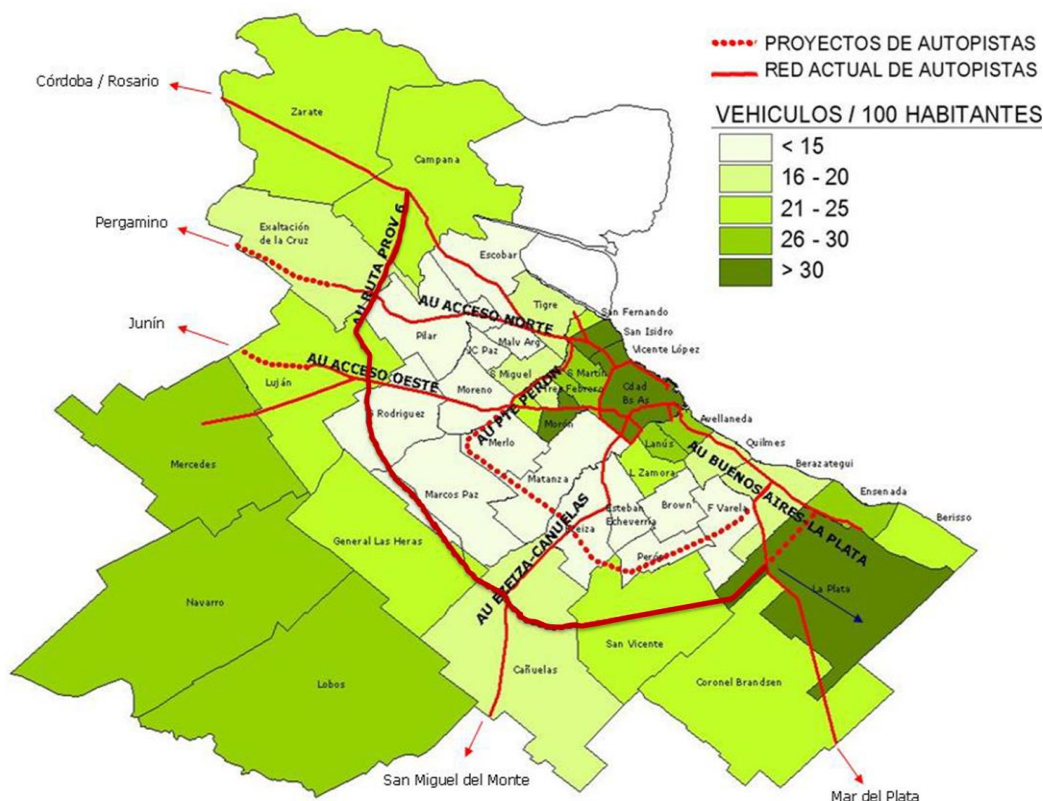 PROYECTOS DE AUTOPISTAS
RED ACTUAL DE AUTOPISTAS
VEHICULOS / 100 HABITANTES
< 15
16 - 20
21 - 25
26 - 30
> 30
Córdoba / Rosario
Zarate
Campana
Pergamino
Exaltación
de la Cruz
AU RUTA PROV 6
Escobar
Junín
AU ACCESO NORTE
Tigre
San Fernando
San Isidro
Vicente López
Pilar
JC Paz
Malv Arg
S Miguel
S Martín
AU ACCESO OESTE
Luján
Moreno
Tres Febrero
Cdad
Bs As
AU PTE PERON
G Rodriguez
Morón
Merlo
Avellaneda
Lanús
Quilmes
Mercedes
Matanza
L Zamora
Berazategui
AU BUENOS AIRES LA PLATA
Marcos Paz
Ensenada
Esteban
Echeverría
Brown
F Varela
Berisso
General Las Heras
Ezeiza
AU EZEIZA-CAÑUELAS
Perón
La Plata
Navarro
San Vicente
Lobos
Cañuelas
Coronel Brandsen
San Miguel del Monte
Mar del Plata